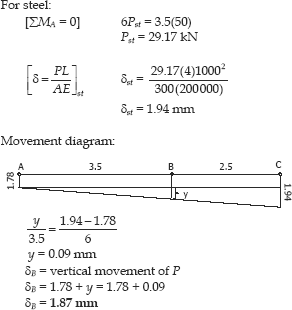 For steel:
[ΣM_A = 0] 6P_st = 3.5(50)
P_st = 29.17 kN
[δ = PL/AE]_st δ_st = 29.17(4)1000²/300(200000)
δ_st = 1.94 mm
Movement diagram:
A 3.5 B 2.5 C
1.78 y 1.94
y/3.5 = 1.94−1.78/6
y = 0.09 mm
δ_B = vertical movement of P
δ_B = 1.78 + y = 1.78 + 0.09
δ_B = 1.87 mm